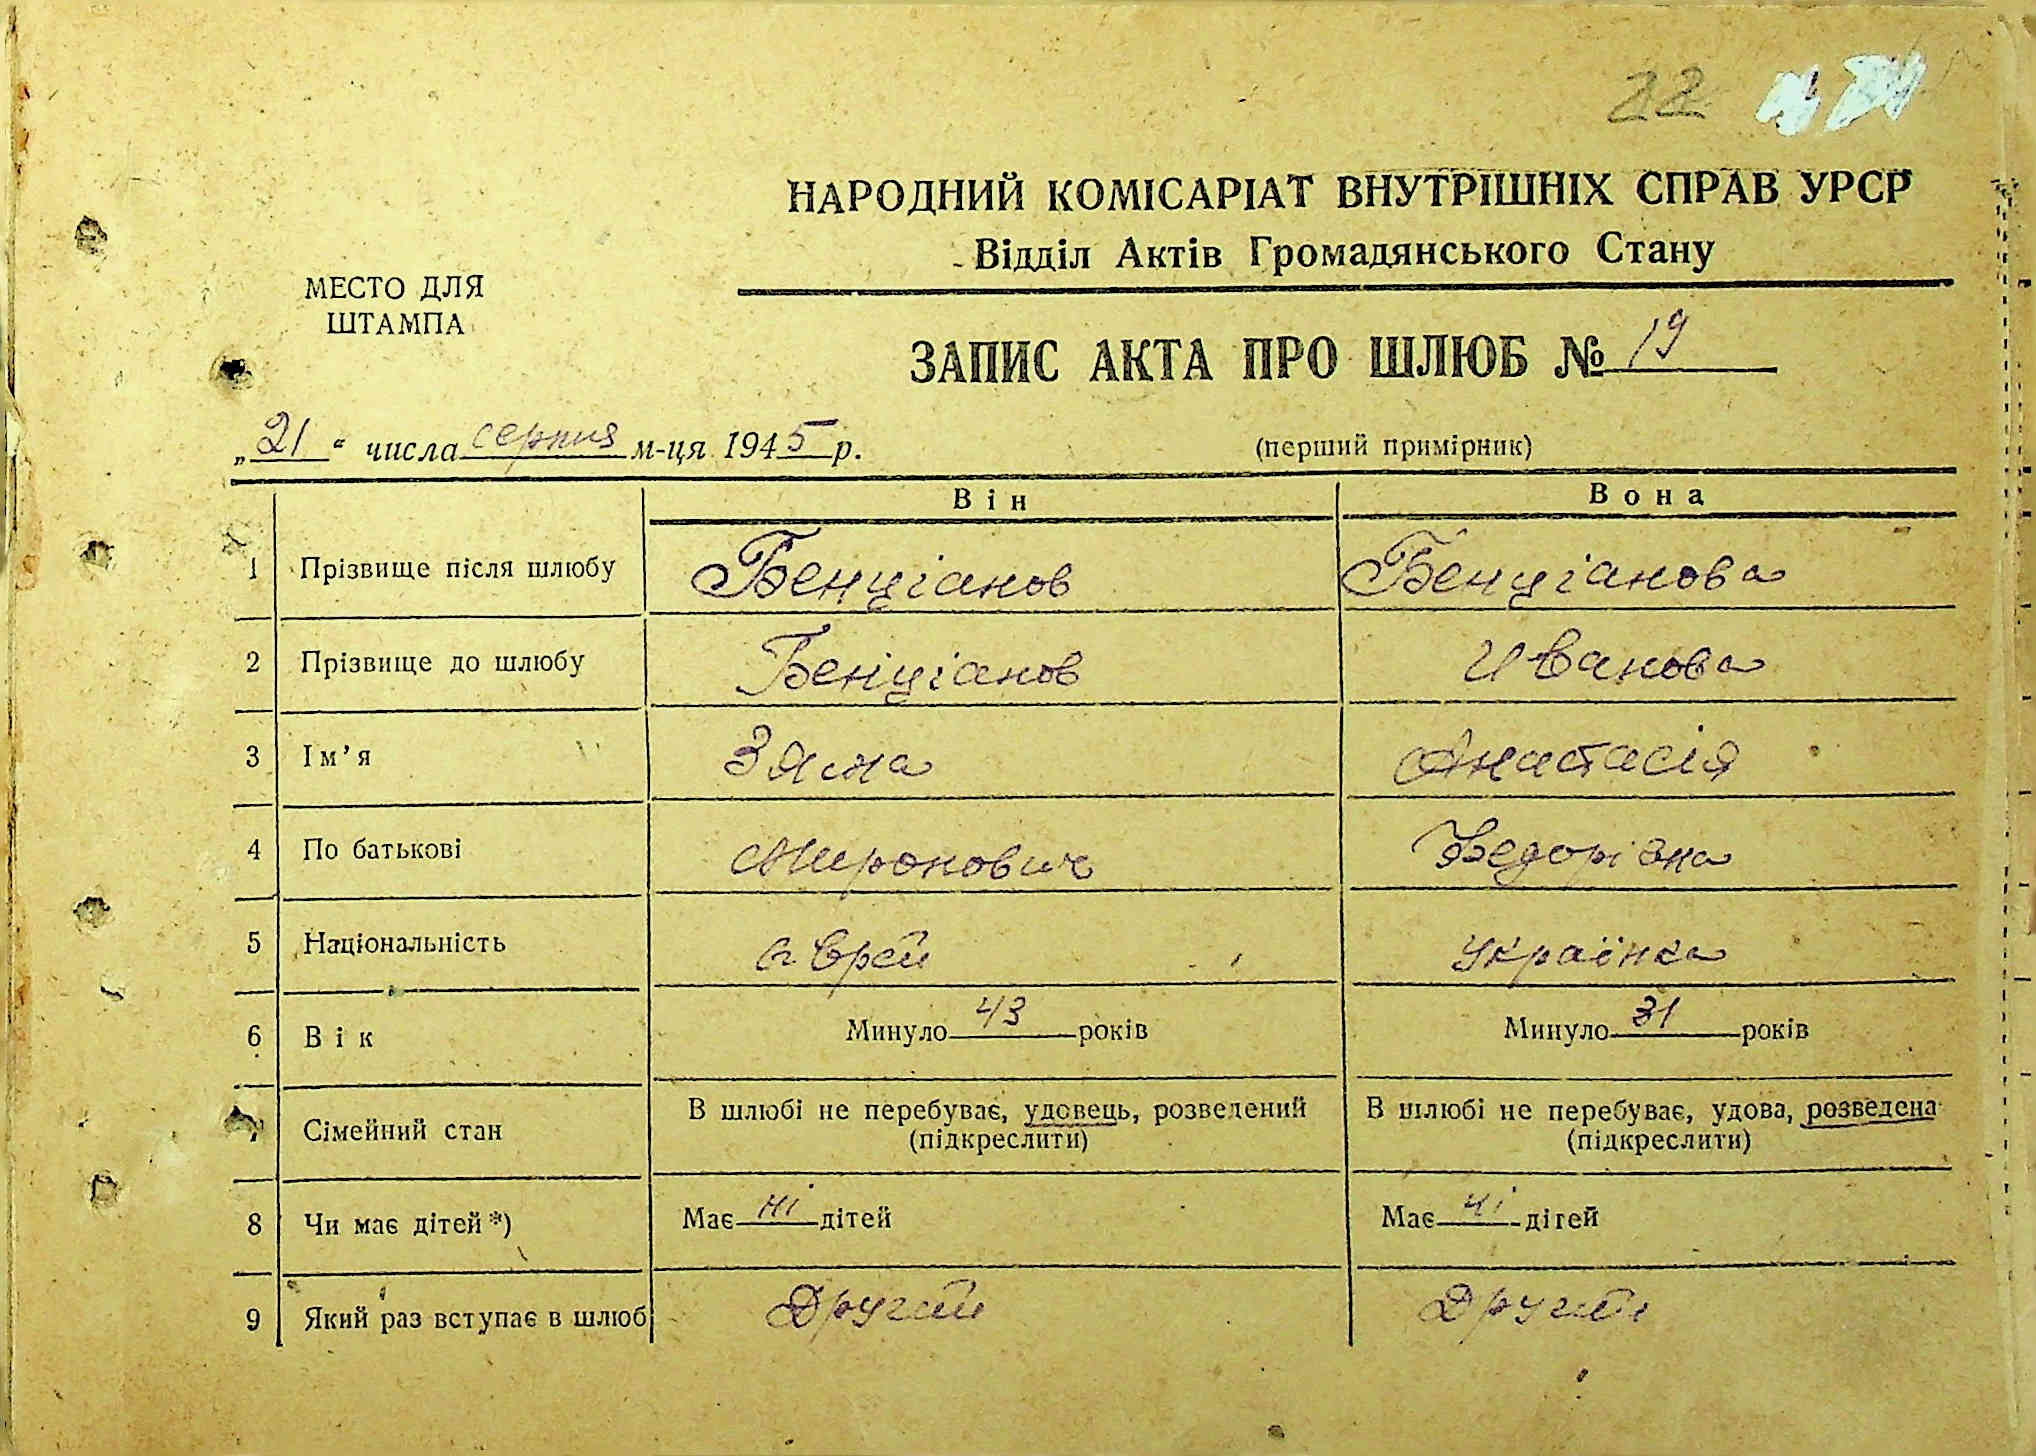 22
НАРОДНИЙ КОМІСАРІАТ ВНУТРІШНІХ СПРАВ УРСР
Відділ Актів Громадянського Стану
МЕСТО ДЛЯ
ШТАМПА
ЗАПИС АКТА ПРО ШЛЮБ № 19
„21“ числа серпня м-ця 1945 р.
(перший примірник)
Він Вона
1 Прізвище після шлюбу Бенціанов Бенціанова
2 Прізвище до шлюбу Бенціанов Иванова
3 Ім’я Зяма Анастасія
4 По батькові Миронович Федорівна
5 Національність еврей українка
6 Вік Минуло 43 років Минуло 31 років
Сімейний стан В шлюбі не перебуває, удовець, розведений В шлюбі не перебуває, удова, розведена
(підкреслити) (підкреслити)
8 Чи має дітей*) Має ні дітей Має ні дітей
9 Який раз вступає в шлюб Другий Другий